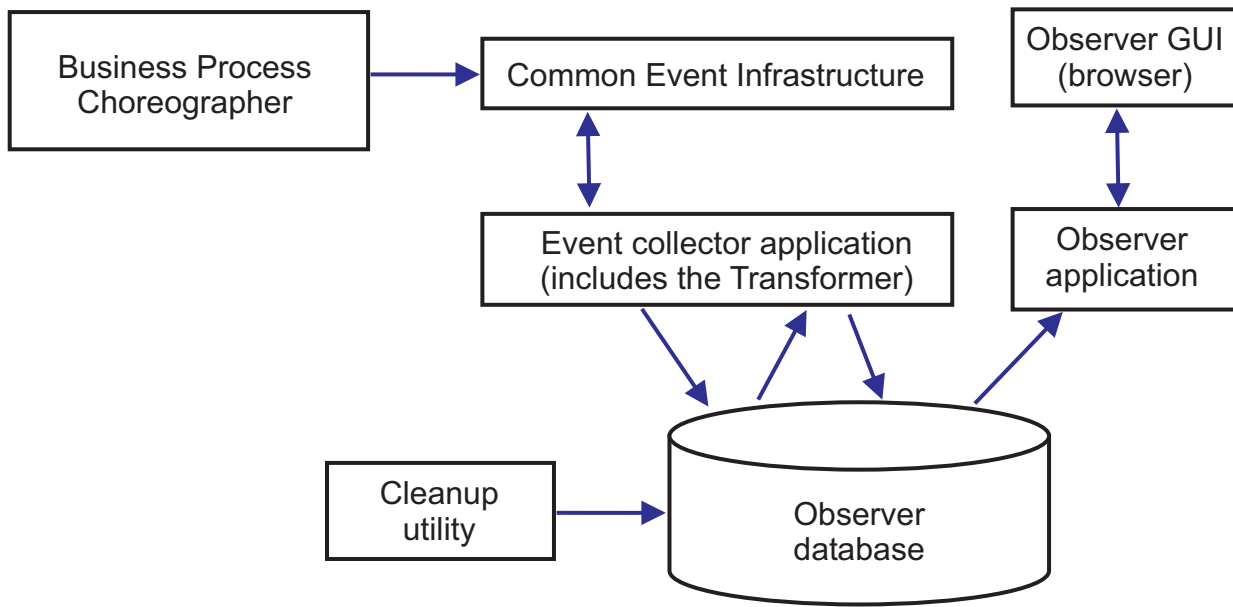 Business Process
Choreographer
Common Event Infrastructure
Observer GUI
(browser)
Event collector application
(includes the Transformer)
Observer
application
Cleanup
utility
Observer
database